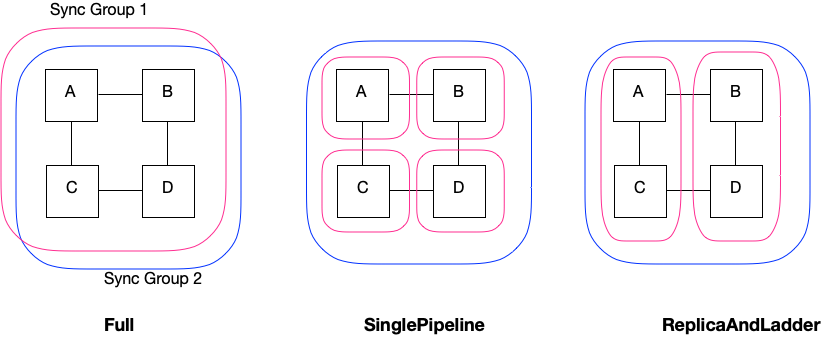 Sync Group 1
A B
C D
Sync Group 2
Full
A B
C D
SinglePipeline
A B
C D
ReplicaAndLadder